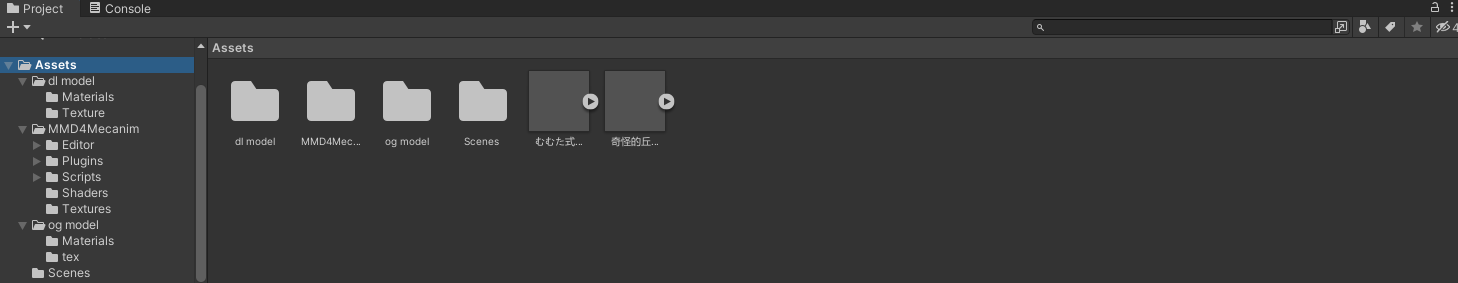 Project
Console
4
Assets
dl model
Materials
Texture
MMD4Mecanim
Editor
Plugins
Scripts
Shaders
Textures
og model
Materials
tex
Scenes
Assets
dl model
MMD4Mec...
og model
Scenes
むむた式...
奇怪的丘...